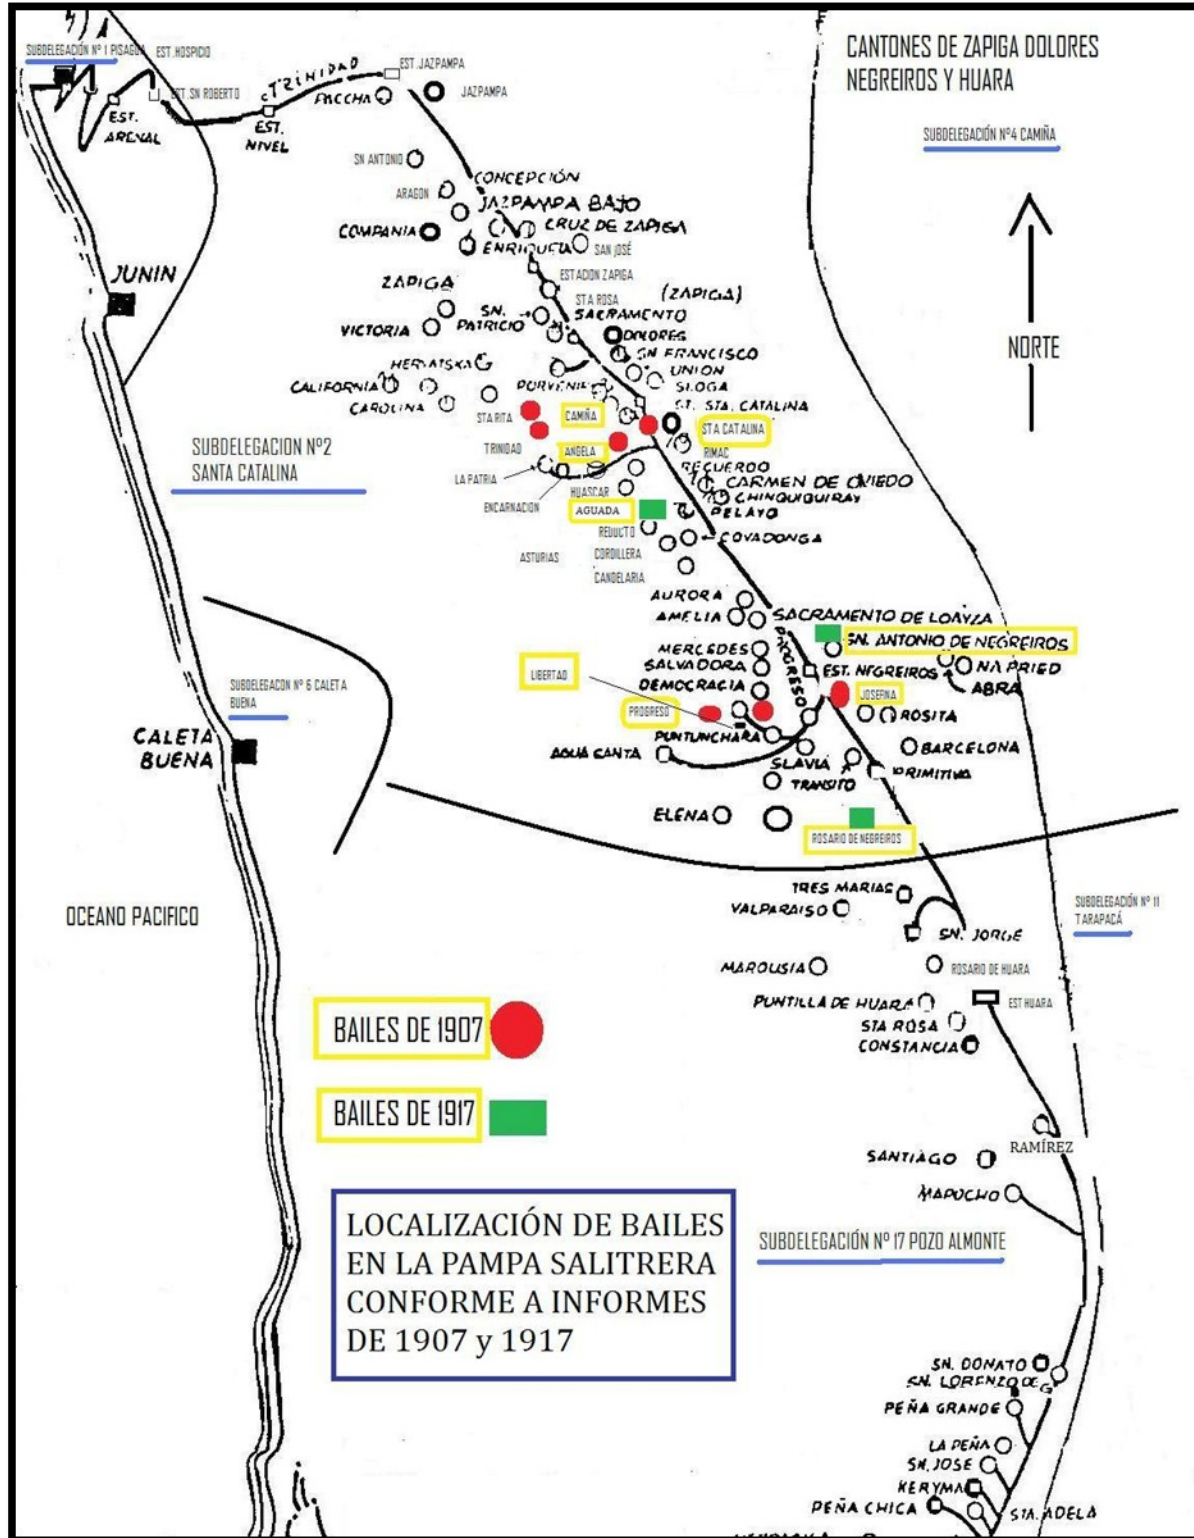 SUBDELEGACIÓN Nº 1 PISAGUA
EST. HOSPICIO
EST. SN ROBERTO
EST. ARENAL
TRINIDAD
EST. NIVEL
EST. JAZPAMPA
PACCHA
JAZPAMPA
CANTONES DE ZAPIGA DOLORES
NEGREIROS Y HUARA
SUBDELEGACIÓN Nº4 CAMIÑA
NORTE
SN ANTONIO
CONCEPCIÓN
ARAGON
JAZPAMPA BAJO
COMPANIA
CRUZ DE ZAPIGA
ENRIQUETA
SAN JOSÉ
JUNIN
ESTACION ZAPIGA
ZAPIGA
STA ROSA
(ZAPIGA)
SN. PATRICIO
SACRAMENTO
VICTORIA
DOLORES
SN FRANCISCO
HERVATSKA
UNION
PORVENIR
SLOGA
CALIFORNIA
CAROLINA
ST. STA. CATALINA
STA RITA
CAMIÑA
STA CATALINA
SUBDELEGACION Nº2
SANTA CATALINA
TRINIDAD
ANGELA
RIMAC
LA PATRIA
RECUERDO
CARMEN DE OVIEDO
HUASCAR
CHINQUIQUIRAY
ENCARNACION
AGUADA
PELAYO
REDUCTO
COVADONGA
ASTURIAS
CORDILLERA
CANDELARIA
AURORA
AMELIA
SACRAMENTO DE LOAYZA
PROGRESO
SN. ANTONIO DE NEGREIROS
MERCEDES
SALVADORA
EST. NEGREIROS
NA PRIED
LIBERTAD
DEMOCRACIA
ABRA
SUBDELEGACON Nº 6 CALETA
BUENA
PROGRESO
JOSEFINA
ROSITA
CALETA
BUENA
PUNTUNCHARA
AGUA SANTA
SLAVIA
BARCELONA
TRANSITO
PRIMITIVA
ELENA
ROSARIO DE NEGREIROS
TRES MARIAS
VALPARAISO
OCEANO PACIFICO
SUBDELEGACIÓN Nº 11
TARAPACÁ
SN. JORGE
MAROUSIA
ROSARIO DE HUARA
PUNTILLA DE HUARA
EST HUARA
STA ROSA
CONSTANCIA
BAILES DE 1907
BAILES DE 1917
RAMÍREZ
SANTIAGO
MAPOCHO
LOCALIZACIÓN DE BAILES
EN LA PAMPA SALITRERA
CONFORME A INFORMES
DE 1907 y 1917
SUBDELEGACIÓN Nº 17 POZO ALMONTE
SN. DONATO
SN. LORENZO DE G
PEÑA GRANDE
LA PEÑA
SN. JOSE
KERYMA
PEÑA CHICA
STA. ADELA